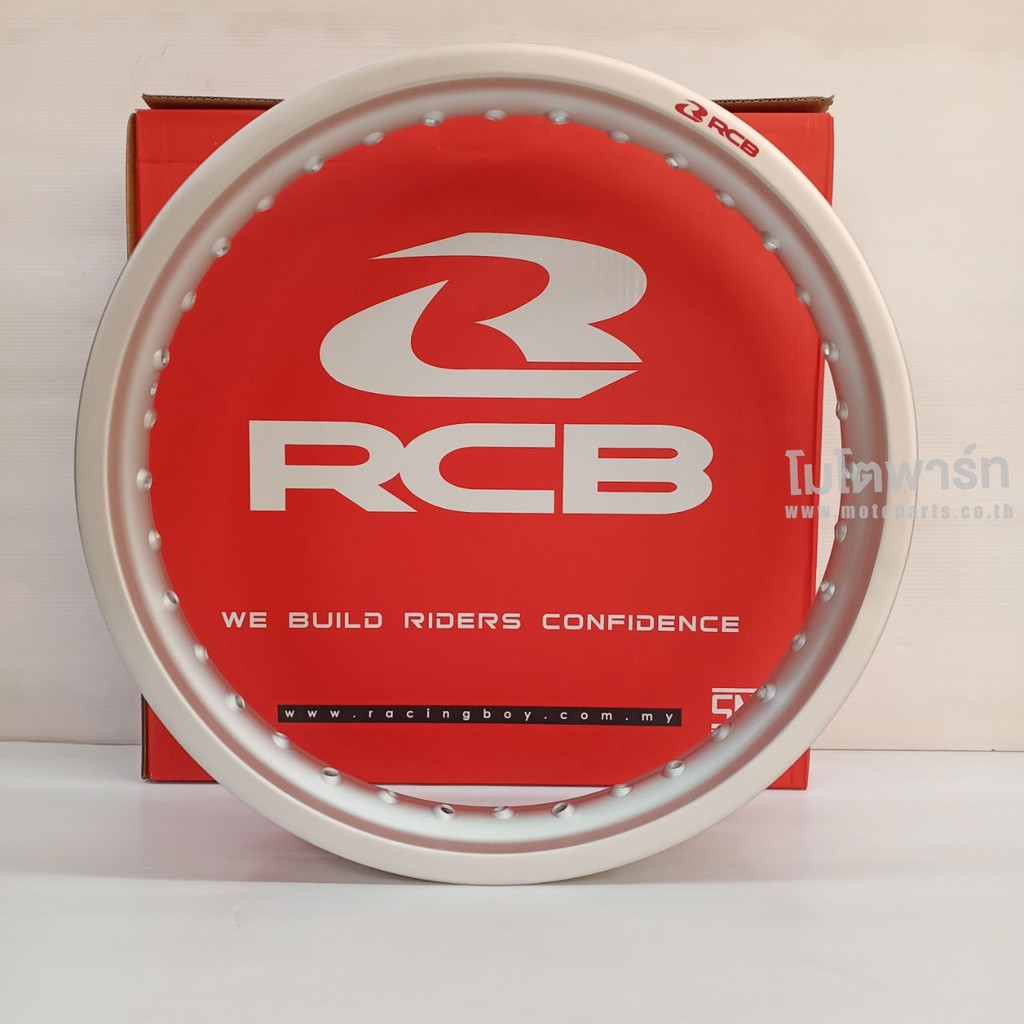 RCB
RCB
WE BUILD RIDERS CONFIDENCE
www.racingboy.com.my
โมโตพาร์ท
www.motoparts.co.th